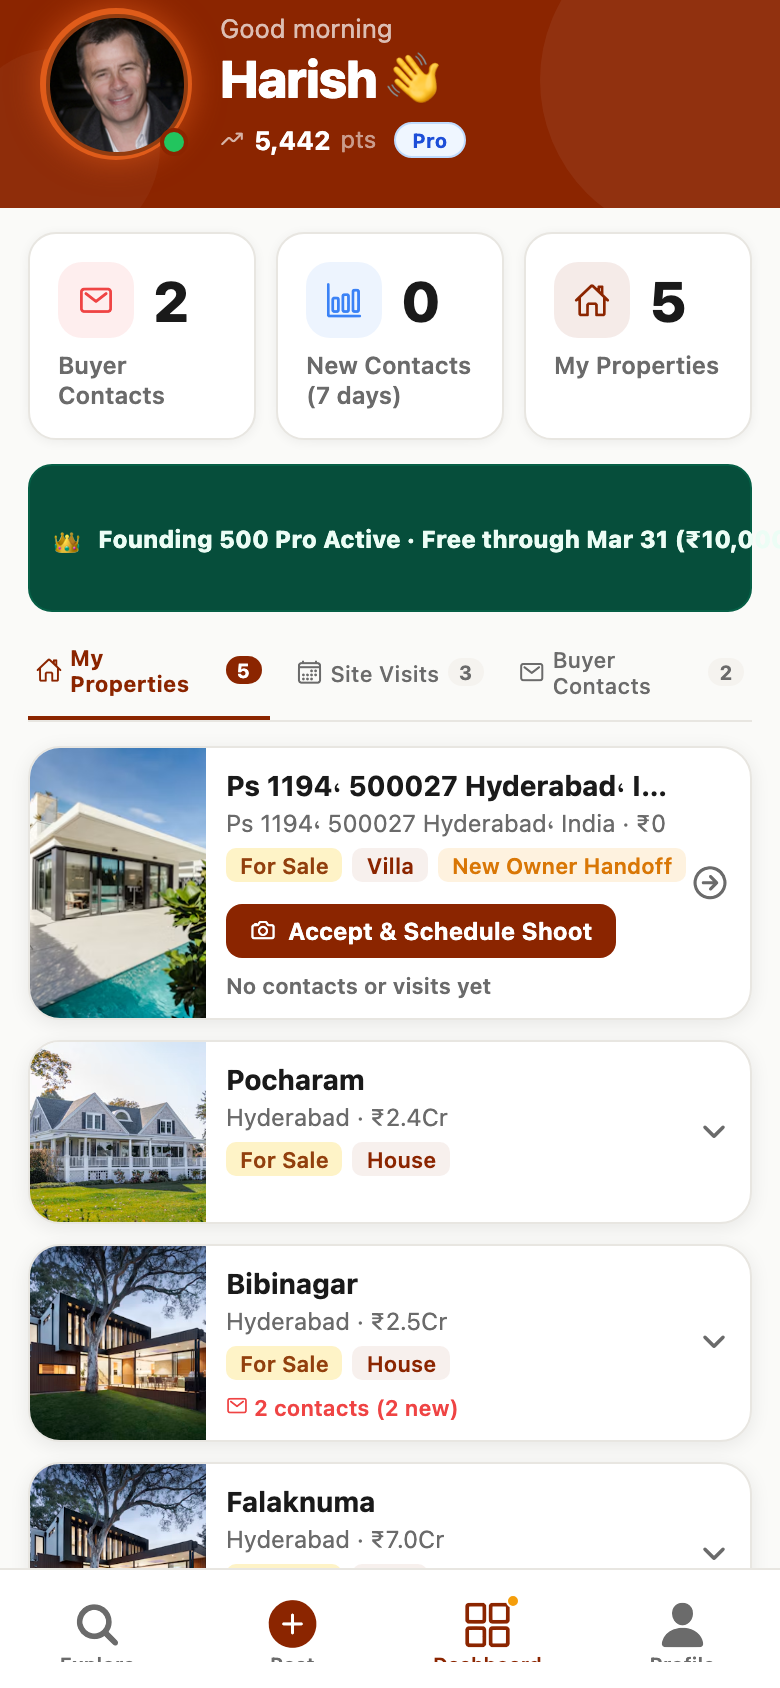 Good morning
Harish 👋
5,442 pts Pro
2
Buyer
Contacts
0
New Contacts
(7 days)
5
My Properties
👑 Founding 500 Pro Active · Free through Mar 31 (₹10,0
My
Properties
5
Site Visits 3
Buyer
Contacts
2
Ps 1194، 500027 Hyderabad، I...
Ps 1194، 500027 Hyderabad، India · ₹0
For Sale Villa New Owner Handoff
Accept & Schedule Shoot
No contacts or visits yet
Pocharam
Hyderabad · ₹2.4Cr
For Sale House
Bibinagar
Hyderabad · ₹2.5Cr
For Sale House
2 contacts (2 new)
Falaknuma
Hyderabad · ₹7.0Cr
Explore Post Dashboard Profile